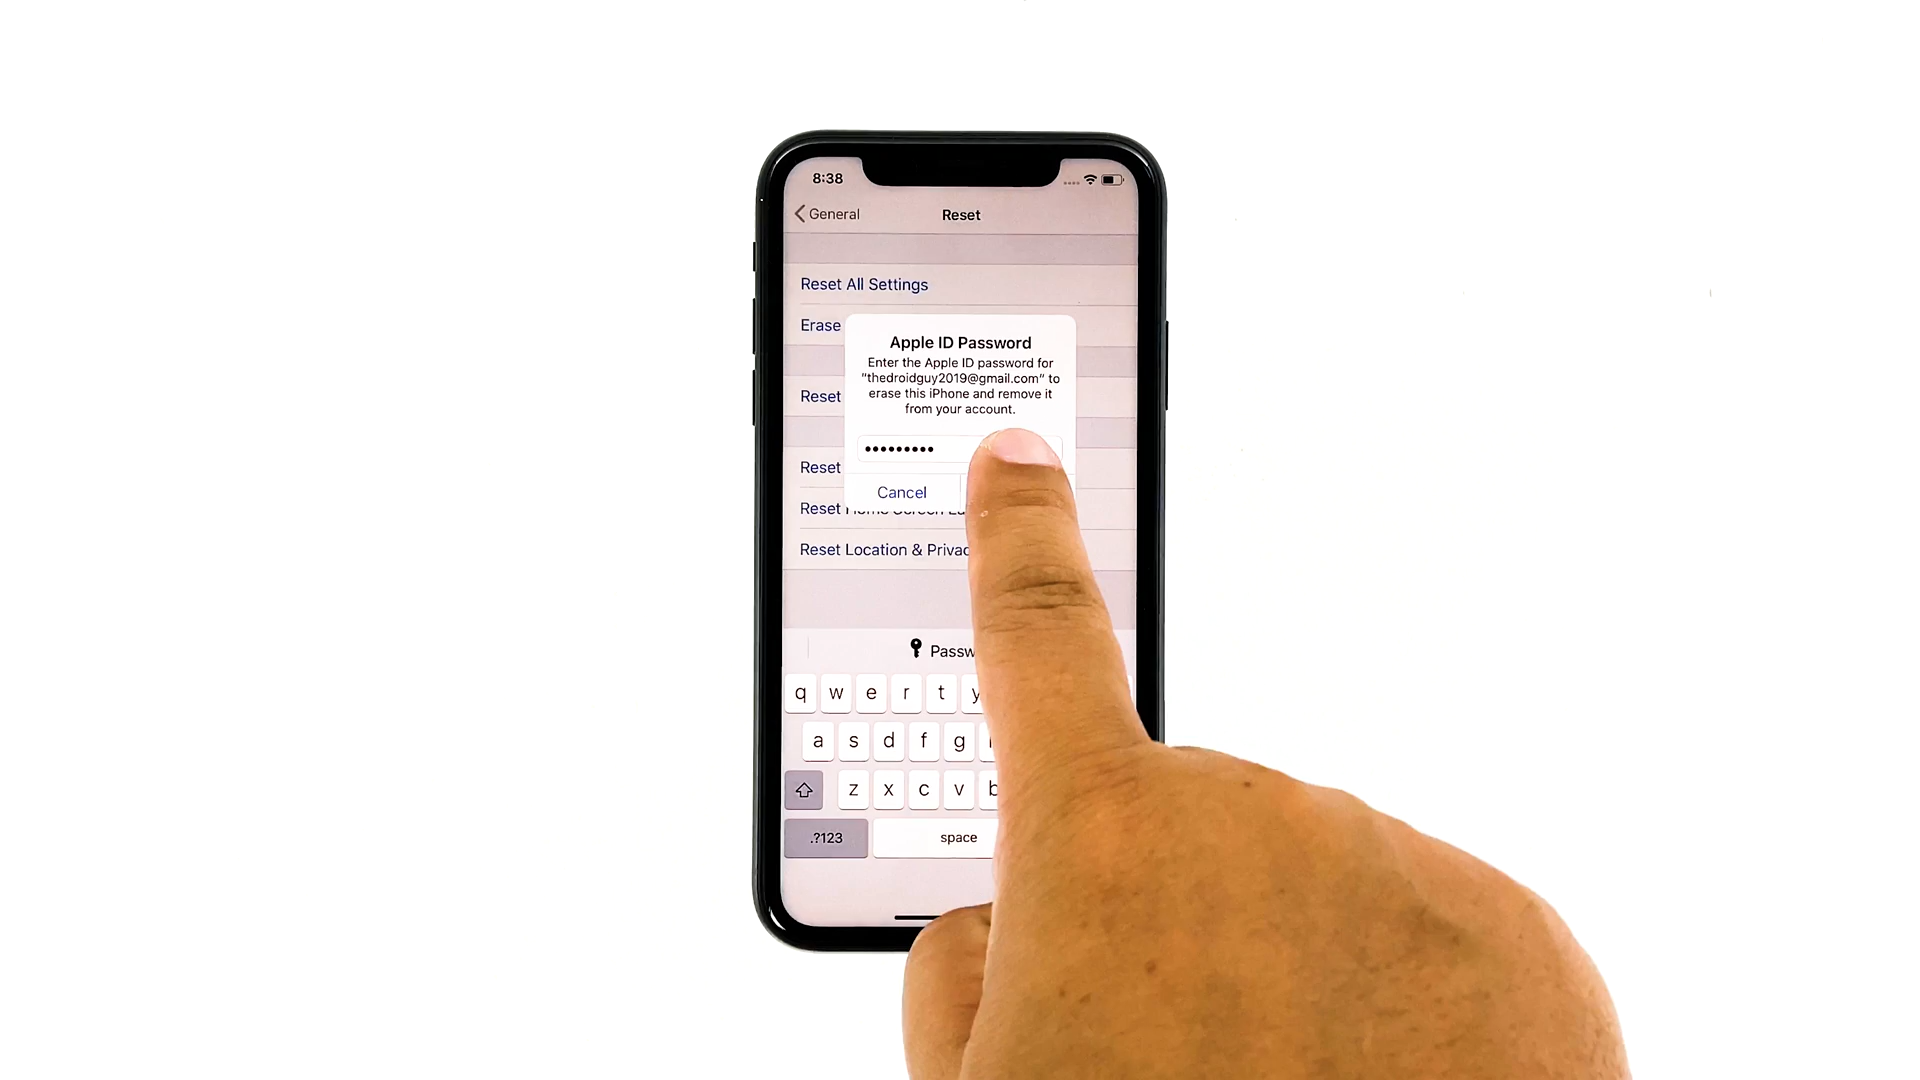 8:38
General
Reset
Reset All Settings
Erase
Apple ID Password
Enter the Apple ID password for
"thedroidguy2019@gmail.com" to
erase this iPhone and remove it
from your account.
•••••••••
Reset
Reset
Cancel
Reset Home Screen
Reset Location &
q w e r t y
a s d f g
z x c v b
.?123
space